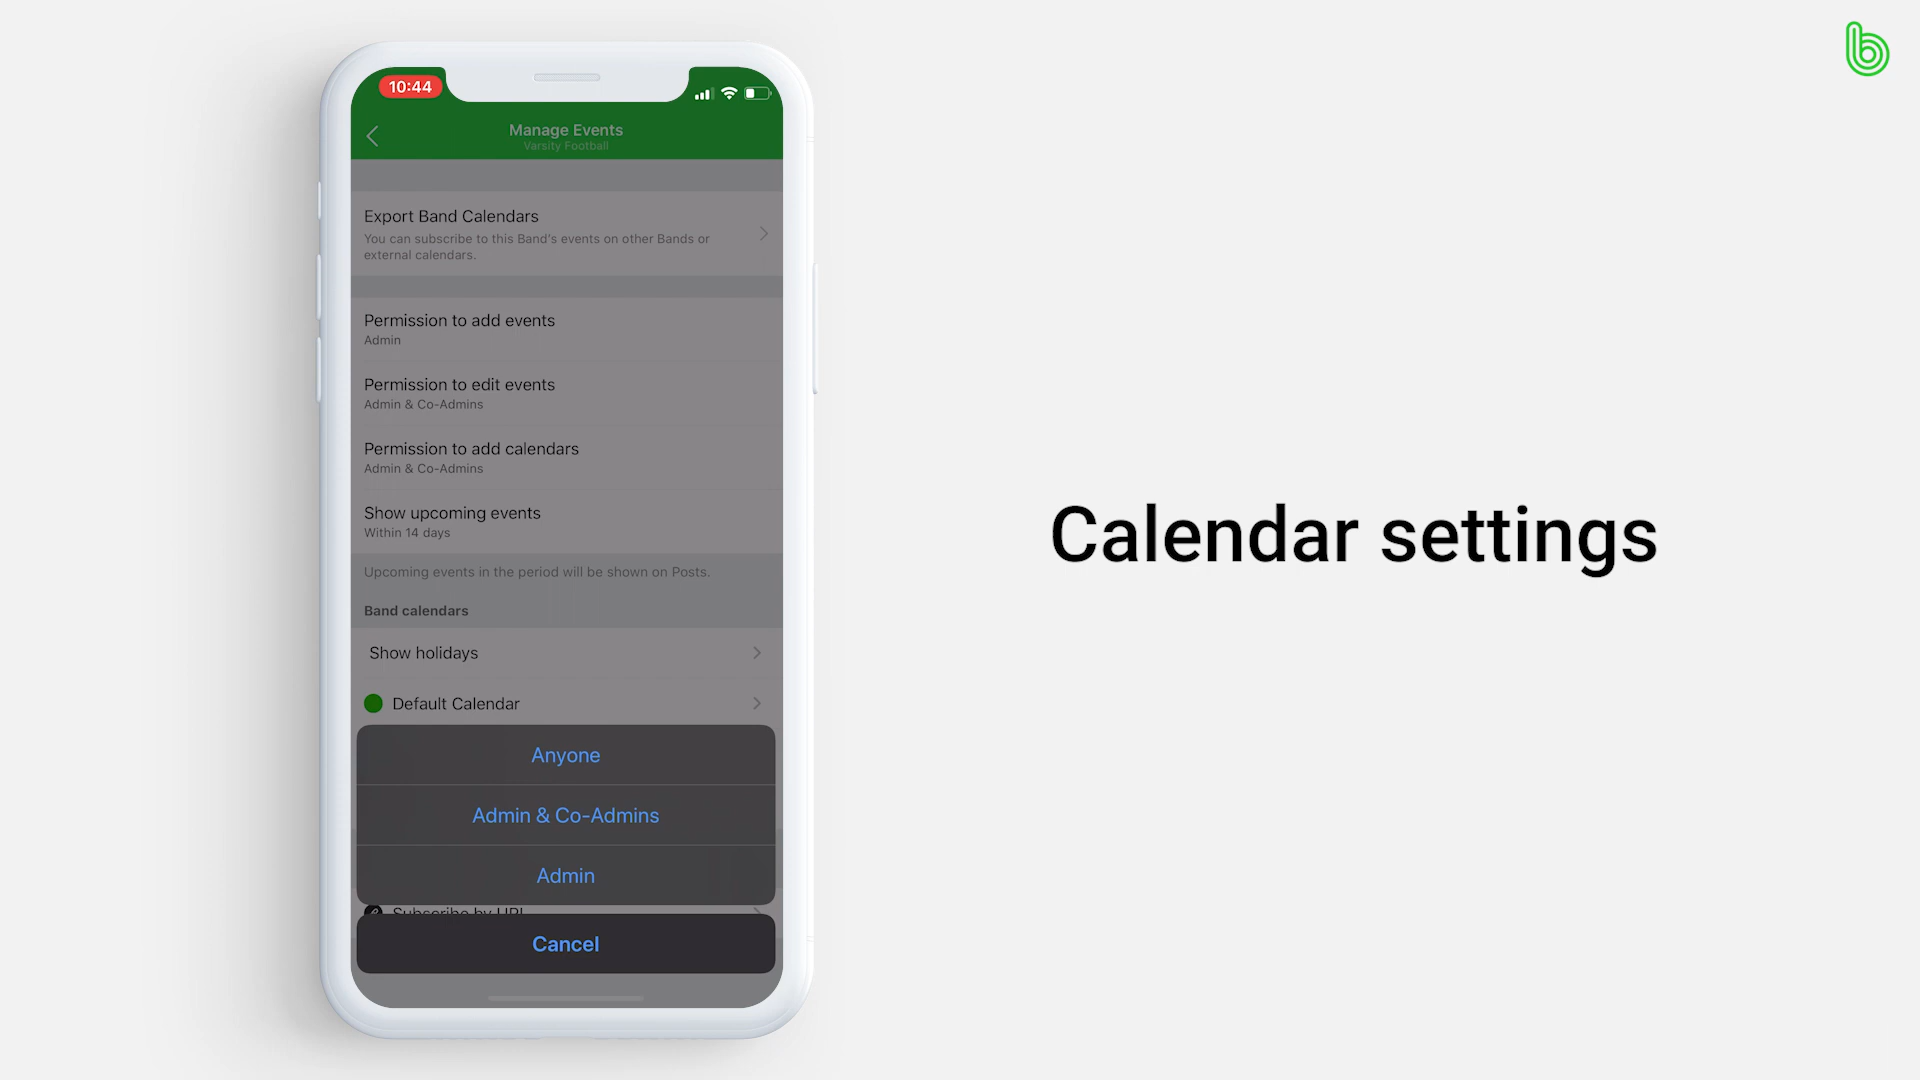 10:44
Manage Events
Varsity Football
Export Band Calendars
You can subscribe to this Band's events on other Bands or
external calendars.
Permission to add events
Admin
Permission to edit events
Admin & Co-Admins
Permission to add calendars
Admin & Co-Admins
Show upcoming events
Within 14 days
Upcoming events in the period will be shown on Posts.
Band calendars
Show holidays
Default Calendar
Anyone
Admin & Co-Admins
Admin
Subscribe by URL
Cancel
Calendar settings